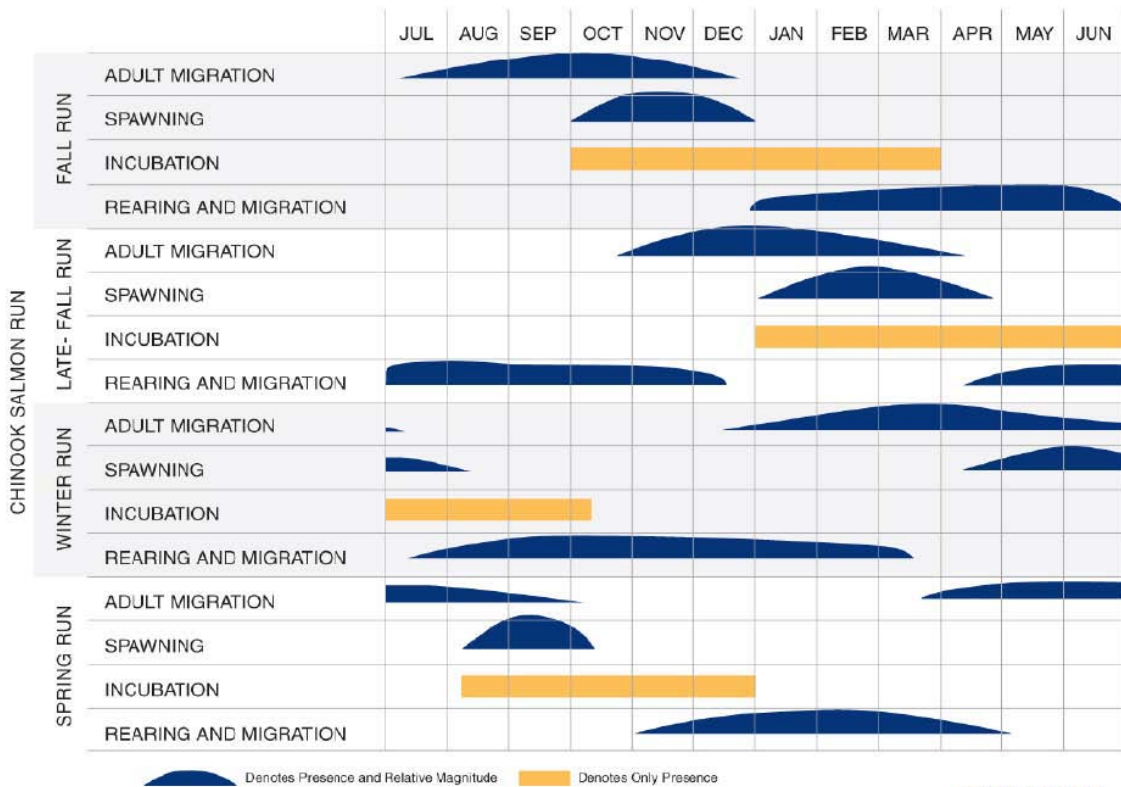 JUL AUG SEP OCT NOV DEC JAN FEB MAR APR MAY JUN
CHINOOK SALMON RUN
FALL RUN
ADULT MIGRATION
SPAWNING
INCUBATION
REARING AND MIGRATION
LATE- FALL RUN
ADULT MIGRATION
SPAWNING
INCUBATION
REARING AND MIGRATION
WINTER RUN
ADULT MIGRATION
SPAWNING
INCUBATION
REARING AND MIGRATION
SPRING RUN
ADULT MIGRATION
SPAWNING
INCUBATION
REARING AND MIGRATION
Denotes Presence and Relative Magnitude Denotes Only Presence